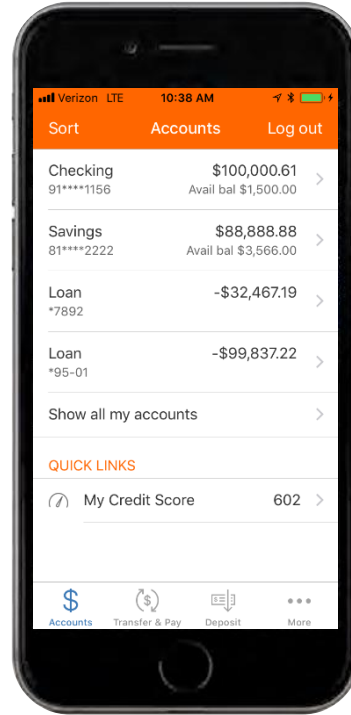 Verizon LTE 10:38 AM
Sort Accounts Log out
Checking $100,000.61
91****1156 Avail bal $1,500.00
Savings $88,888.88
81****2222 Avail bal $3,566.00
Loan -$32,467.19
*7892
Loan -$99,837.22
*95-01
Show all my accounts
QUICK LINKS
My Credit Score 602
$ ($)
Accounts Transfer & Pay Deposit More